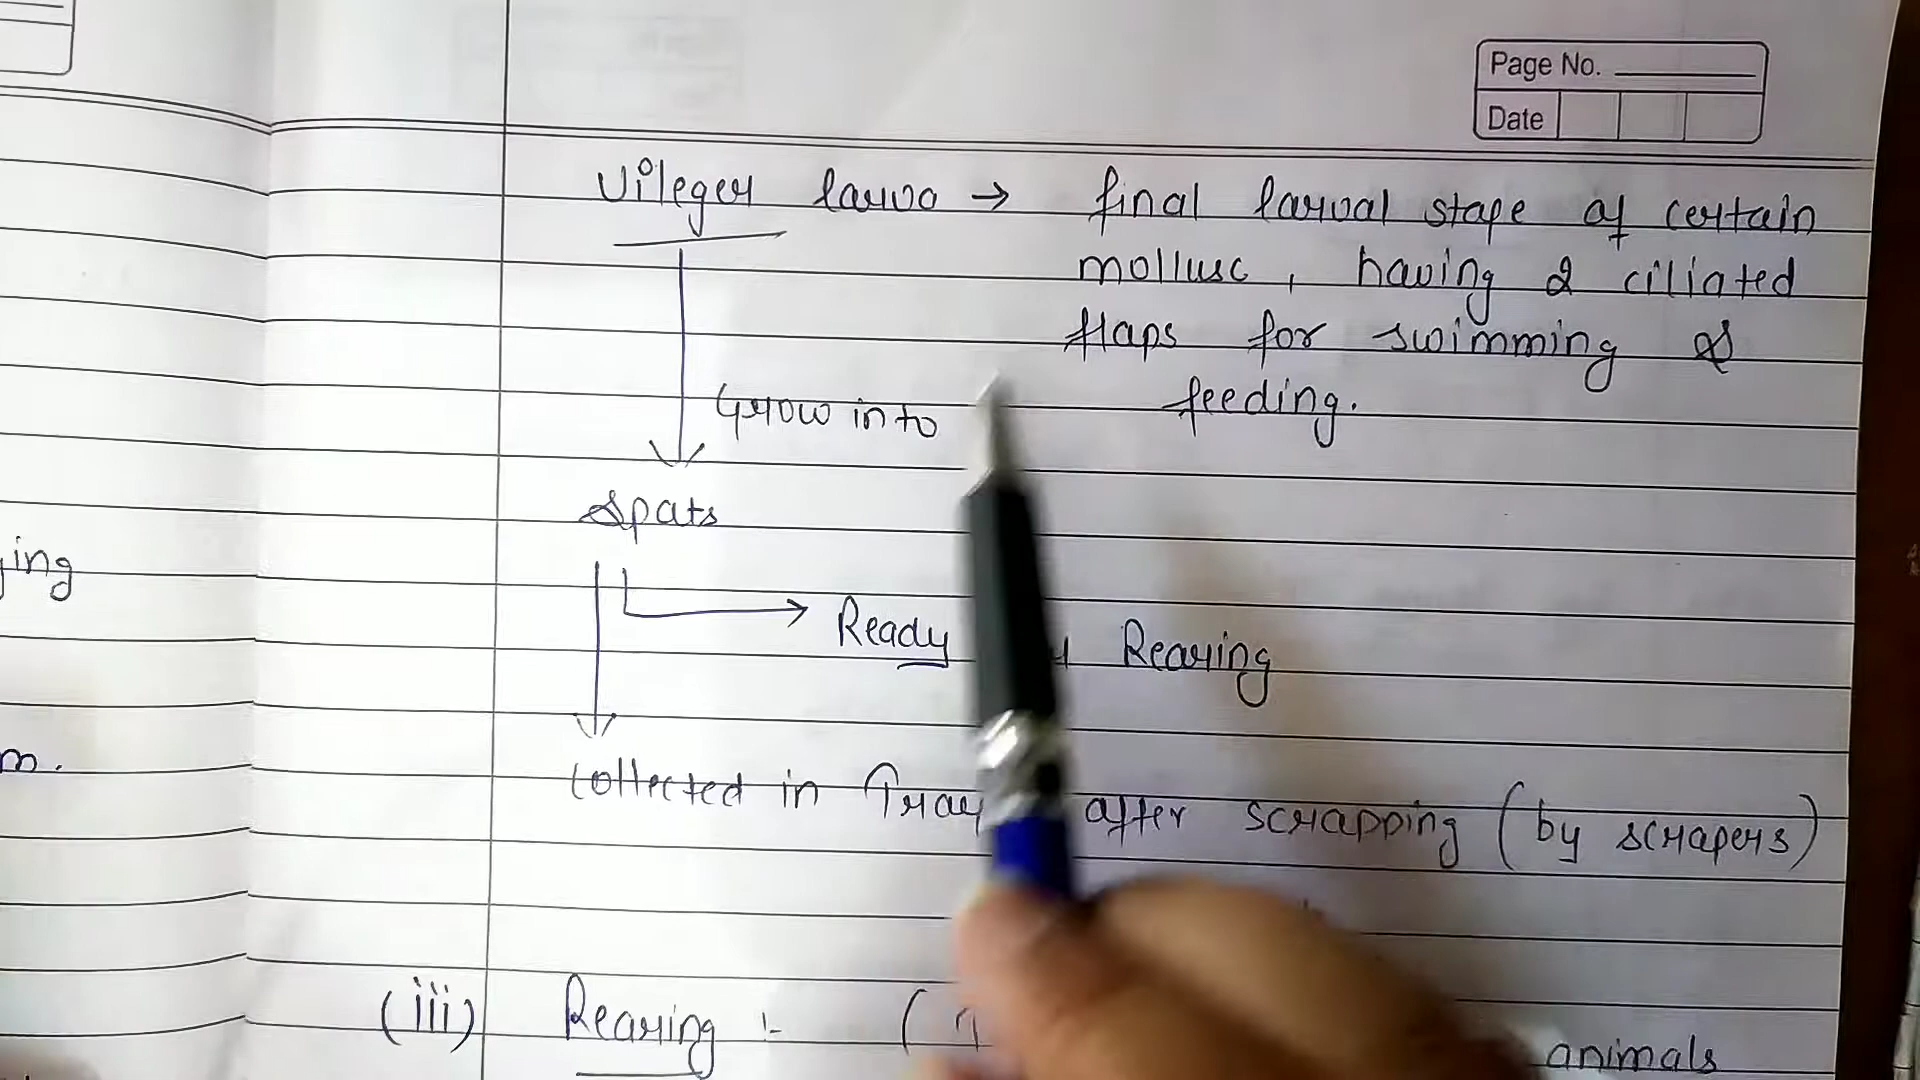 Page No.
Date
Vileger larva → final larval stage of certain
mollusc, having 2 ciliated
flaps for swimming &
feeding.
Grow into
Spats
ing
Ready Rearing
m.
collected in Tray after scrapping (by scrapers)
(iii) Rearing :- (
animals